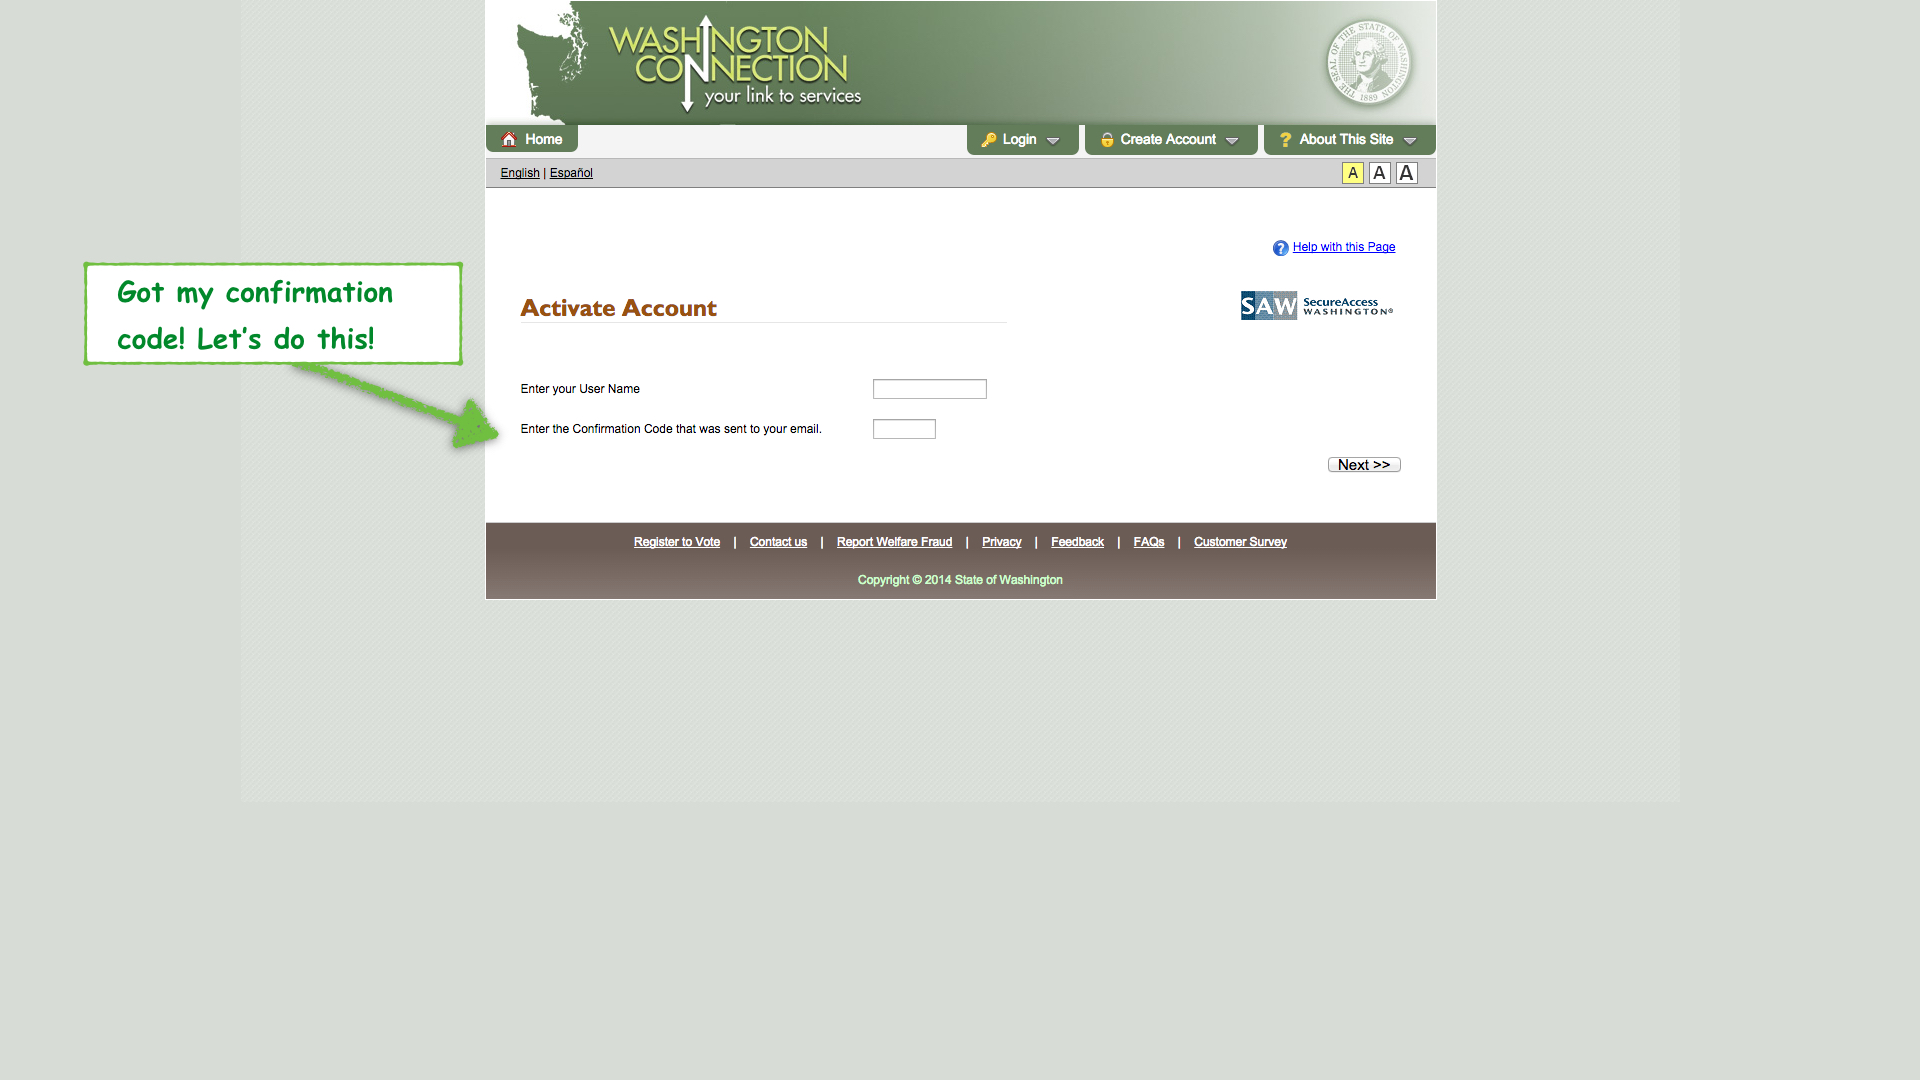 WASHINGTON
CONNECTION
your link to services
THE SEAL OF THE STATE OF WASHINGTON
1889
Home
Login
Create Account
About This Site
English | Español
A A A
Help with this Page
Got my confirmation
code! Let's do this!
Activate Account
SAW SecureAccess
WASHINGTON®
Enter your User Name
Enter the Confirmation Code that was sent to your email.
Next >>
Register to Vote | Contact us | Report Welfare Fraud | Privacy | Feedback | FAQs | Customer Survey
Copyright © 2014 State of Washington